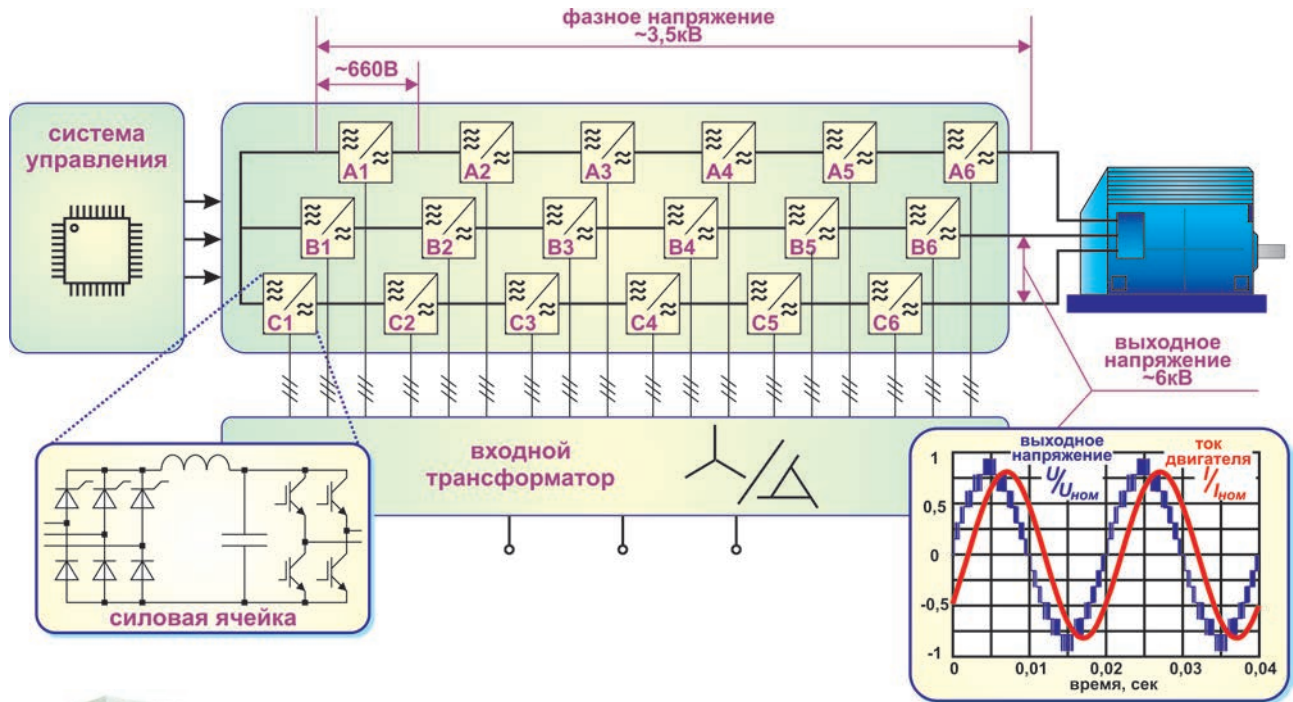 фазное напряжение
~3,5кВ
~660В
система
управления
A1
A2
A3
A4
A5
A6
B1
B2
B3
B4
B5
B6
C1
C2
C3
C4
C5
C6
выходное
напряжение
~6кВ
входной
трансформатор
силовая ячейка
выходное
напряжение
U/Uном
ток
двигателя
i/Iном
1
0,5
0
-0,5
-1
0
0,01
0,02
0,03
0,04
время, сек